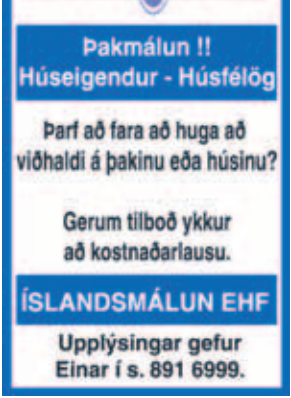 Þakmálun !!
Húseigendur - Húsfélög
Þarf að fara að huga að
viðhaldi á þakinu eða húsinu?
Gerum tilboð ykkur
að kostnaðarlausu.
ÍSLANDSMÁLUN EHF
Upplýsingar gefur
Einar í s. 891 6999.